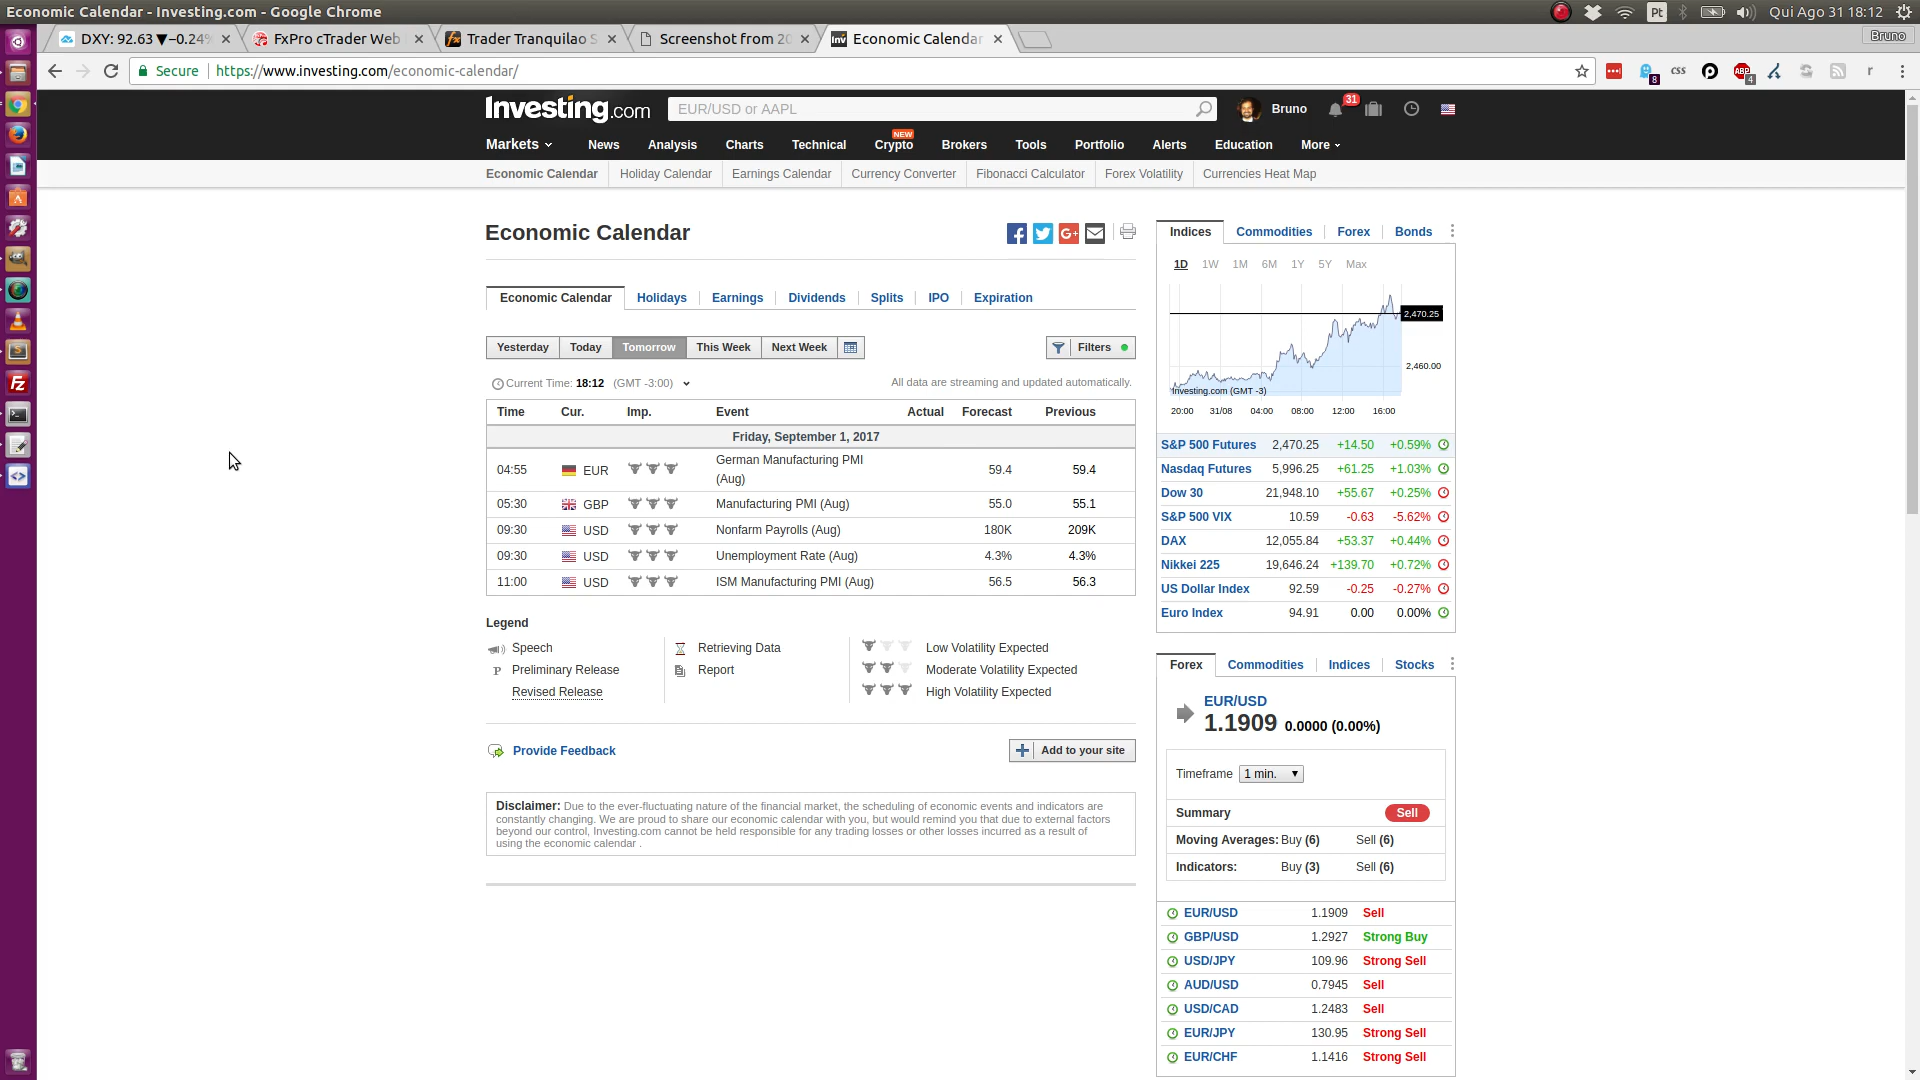 Economic Calendar - Investing.com - Google Chrome
Pt
Qui Ago 31 18:12
DXY: 92.63 ▼−0.24%
FxPro cTrader Web
Trader Tranquilao S
Screenshot from 20
Economic Calendar
Bruno
Secure
https://www.investing.com/economic-calendar/
8
css
ABP
4
r
Investing.com
EUR/USD or AAPL
Bruno
31
NEW
Markets
News
Analysis
Charts
Technical
Crypto
Brokers
Tools
Portfolio
Alerts
Education
More
Economic Calendar
Holiday Calendar
Earnings Calendar
Currency Converter
Fibonacci Calculator
Forex Volatility
Currencies Heat Map
Economic Calendar
Economic Calendar
Holidays
Earnings
Dividends
Splits
IPO
Expiration
Yesterday
Today
Tomorrow
This Week
Next Week
Filters
Current Time: 18:12 (GMT -3:00)
All data are streaming and updated automatically.
Time Cur. Imp. Event Actual Forecast Previous
Friday, September 1, 2017
04:55 EUR German Manufacturing PMI (Aug) 59.4 59.4
05:30 GBP Manufacturing PMI (Aug) 55.0 55.1
09:30 USD Nonfarm Payrolls (Aug) 180K 209K
09:30 USD Unemployment Rate (Aug) 4.3% 4.3%
11:00 USD ISM Manufacturing PMI (Aug) 56.5 56.3
Legend
Speech
Preliminary Release
Revised Release
Retrieving Data
Report
Low Volatility Expected
Moderate Volatility Expected
High Volatility Expected
Provide Feedback
Add to your site
Disclaimer: Due to the ever-fluctuating nature of the financial market, the scheduling of economic events and indicators are
constantly changing. We are proud to share our economic calendar with you, but would remind you that due to external factors
beyond our control, Investing.com cannot be held responsible for any trading losses or other losses incurred as a result of
using the economic calendar .
Indices
Commodities
Forex
Bonds
1D 1W 1M 6M 1Y 5Y Max
2,470.25
2,460.00
Investing.com (GMT -3)
20:00 31/08 04:00 08:00 12:00 16:00
S&P 500 Futures 2,470.25 +14.50 +0.59%
Nasdaq Futures 5,996.25 +61.25 +1.03%
Dow 30 21,948.10 +55.67 +0.25%
S&P 500 VIX 10.59 -0.63 -5.62%
DAX 12,055.84 +53.37 +0.44%
Nikkei 225 19,646.24 +139.70 +0.72%
US Dollar Index 92.59 -0.25 -0.27%
Euro Index 94.91 0.00 0.00%
Forex
Commodities
Indices
Stocks
EUR/USD
1.1909 0.0000 (0.00%)
Timeframe 1 min.
Summary Sell
Moving Averages: Buy (6) Sell (6)
Indicators: Buy (3) Sell (6)
EUR/USD 1.1909 Sell
GBP/USD 1.2927 Strong Buy
USD/JPY 109.96 Strong Sell
AUD/USD 0.7945 Sell
USD/CAD 1.2483 Sell
EUR/JPY 130.95 Strong Sell
EUR/CHF 1.1416 Strong Sell